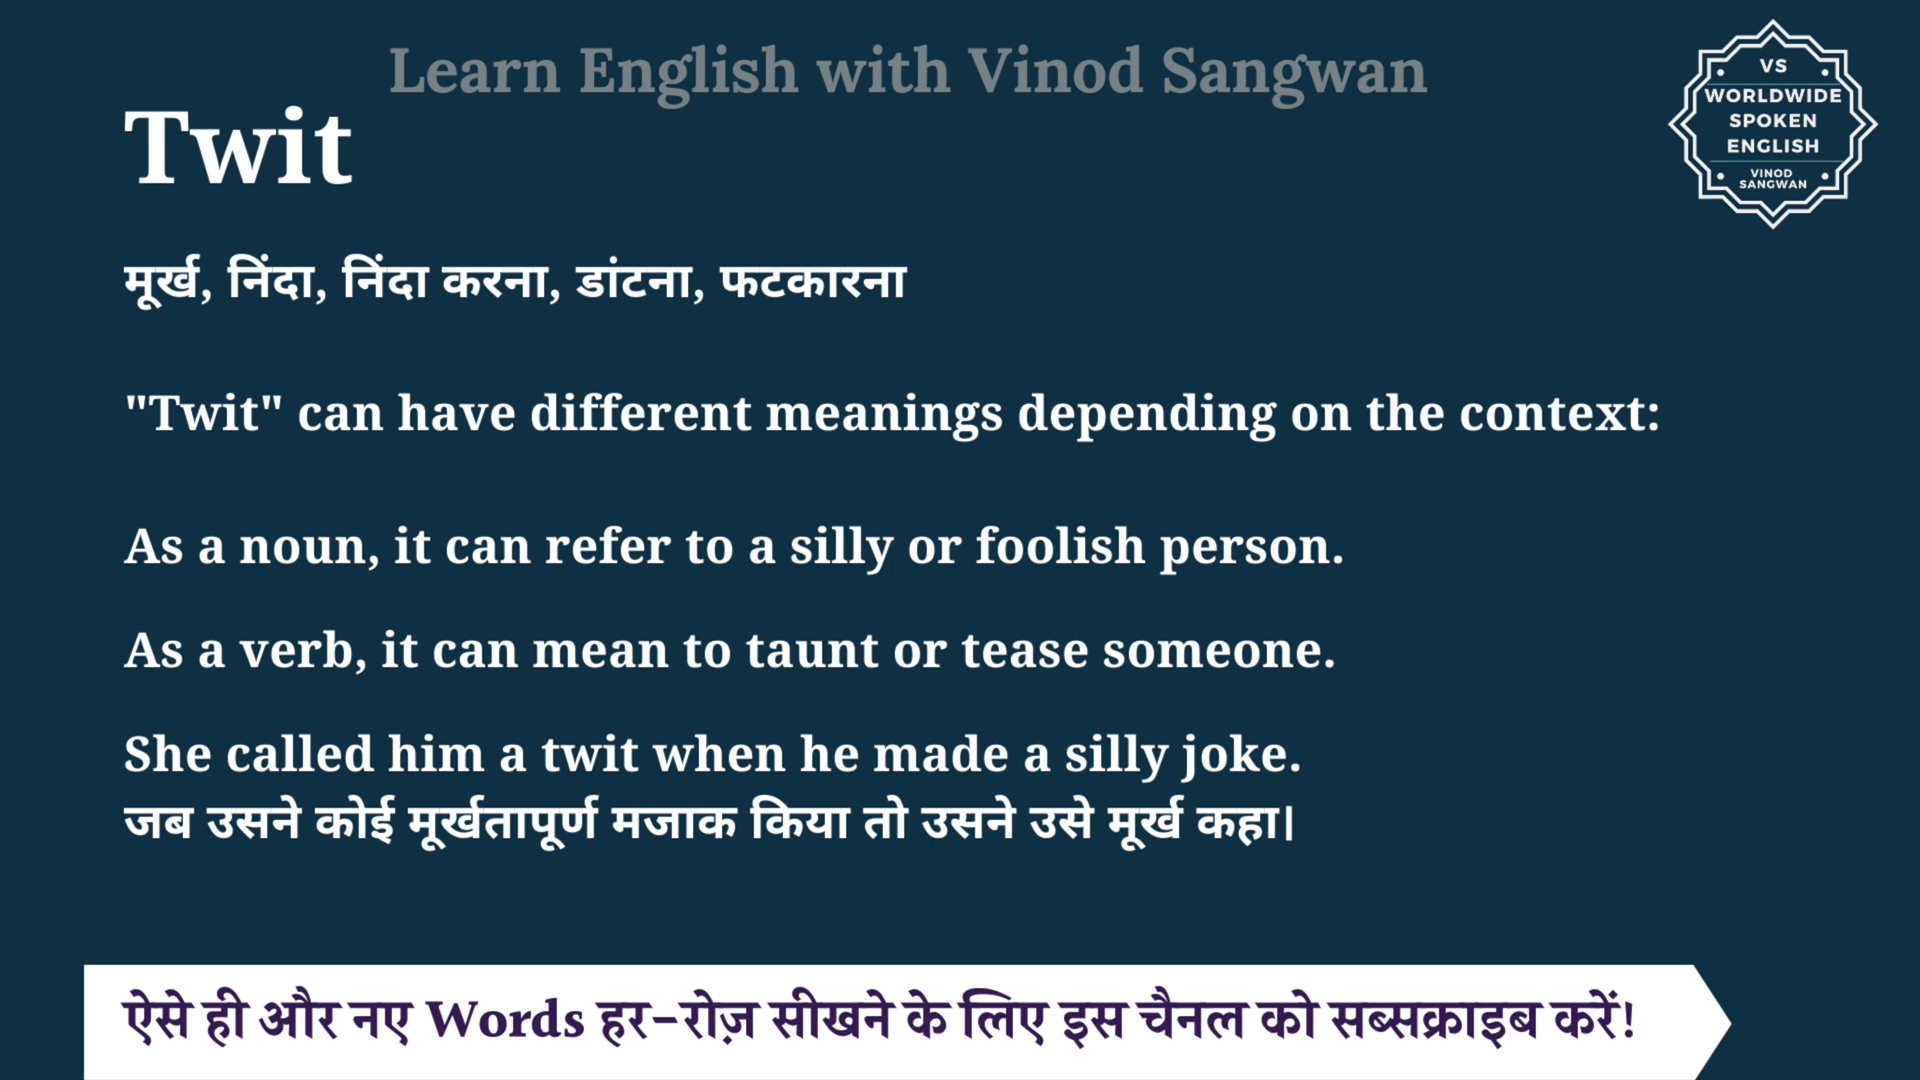 Learn English with Vinod Sangwan
VS
WORLDWIDE
SPOKEN
ENGLISH
VINOD
SANGWAN
Twit
मूर्ख, निंदा, निंदा करना, डांटना, फटकारना
"Twit" can have different meanings depending on the context:
As a noun, it can refer to a silly or foolish person.
As a verb, it can mean to taunt or tease someone.
She called him a twit when he made a silly joke.
जब उसने कोई मूर्खतापूर्ण मजाक किया तो उसने उसे मूर्ख कहा।
ऐसे ही और नए Words हर-रोज़ सीखने के लिए इस चैनल को सब्सक्राइब करें!